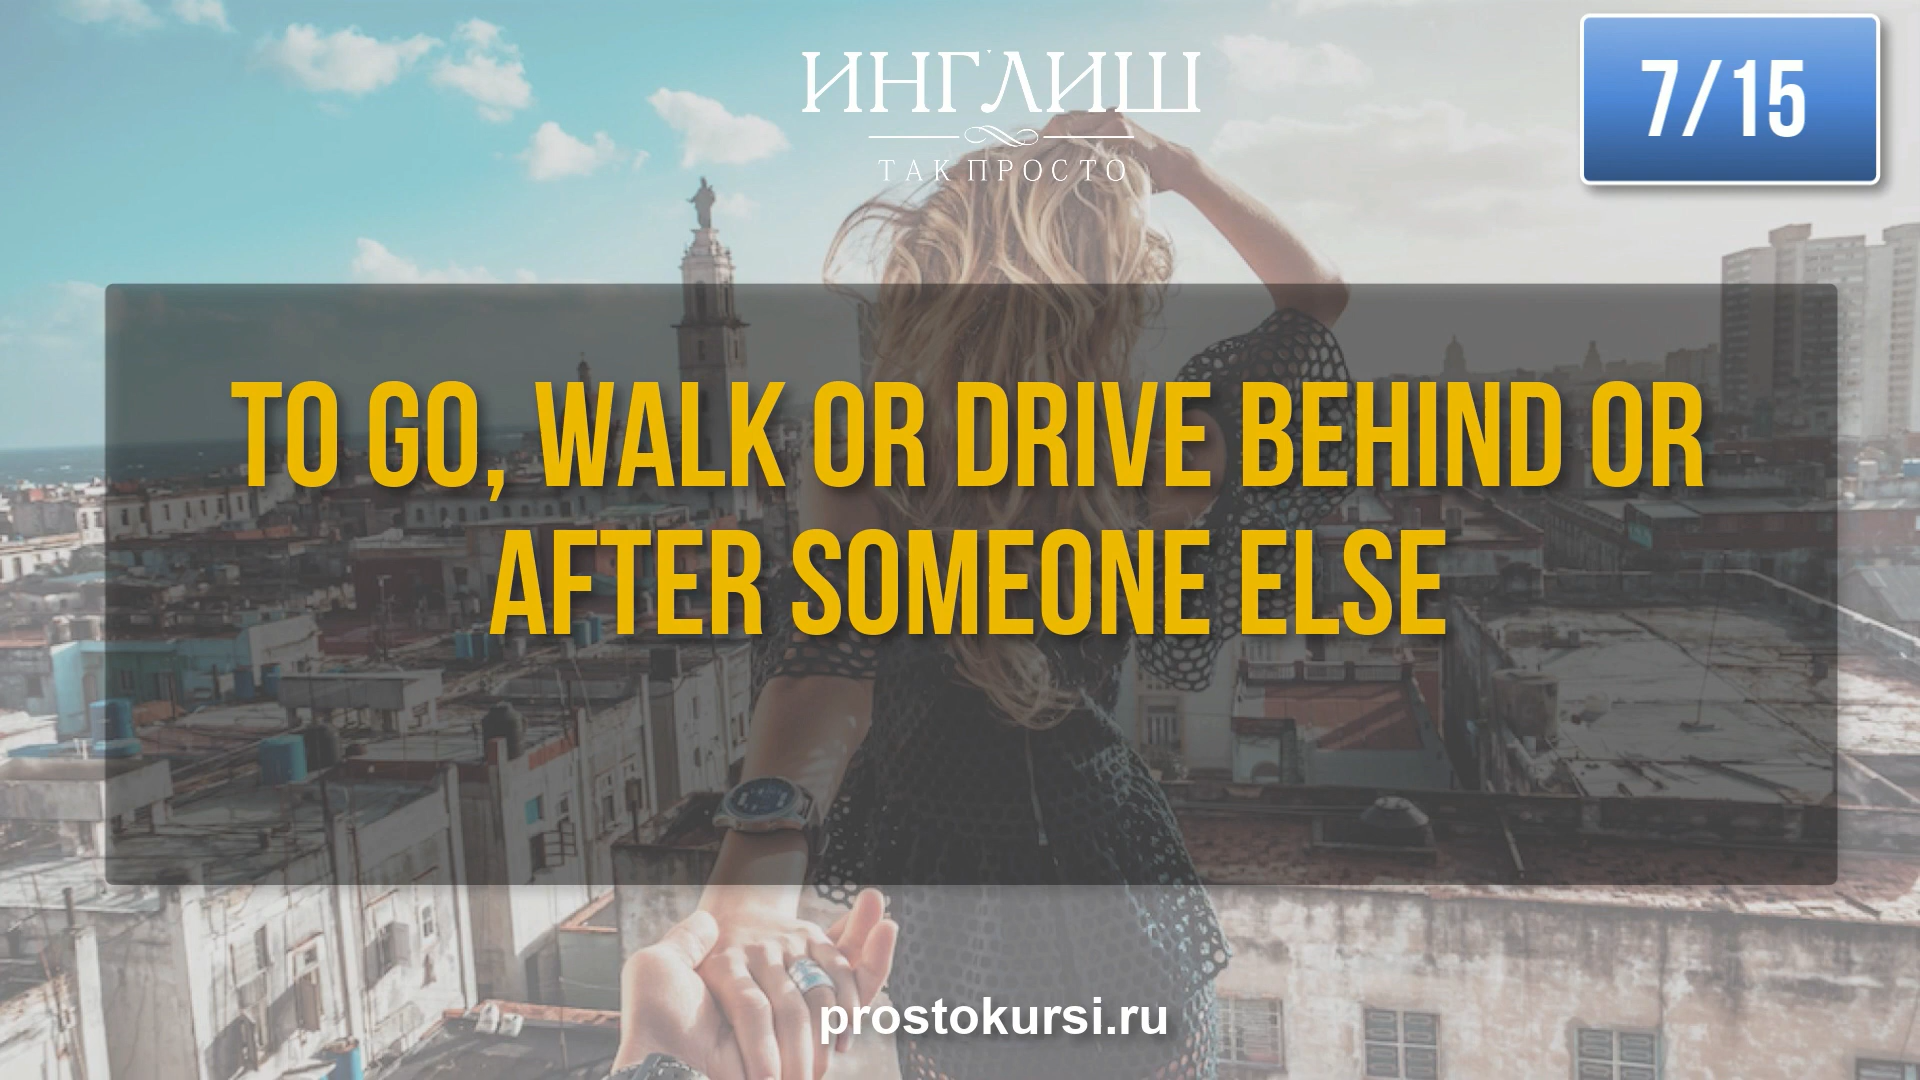 ИНГЛИШ
ТАК ПРОСТО
7/15
TO GO, WALK OR DRIVE BEHIND OR
AFTER SOMEONE ELSE
prostokursi.ru